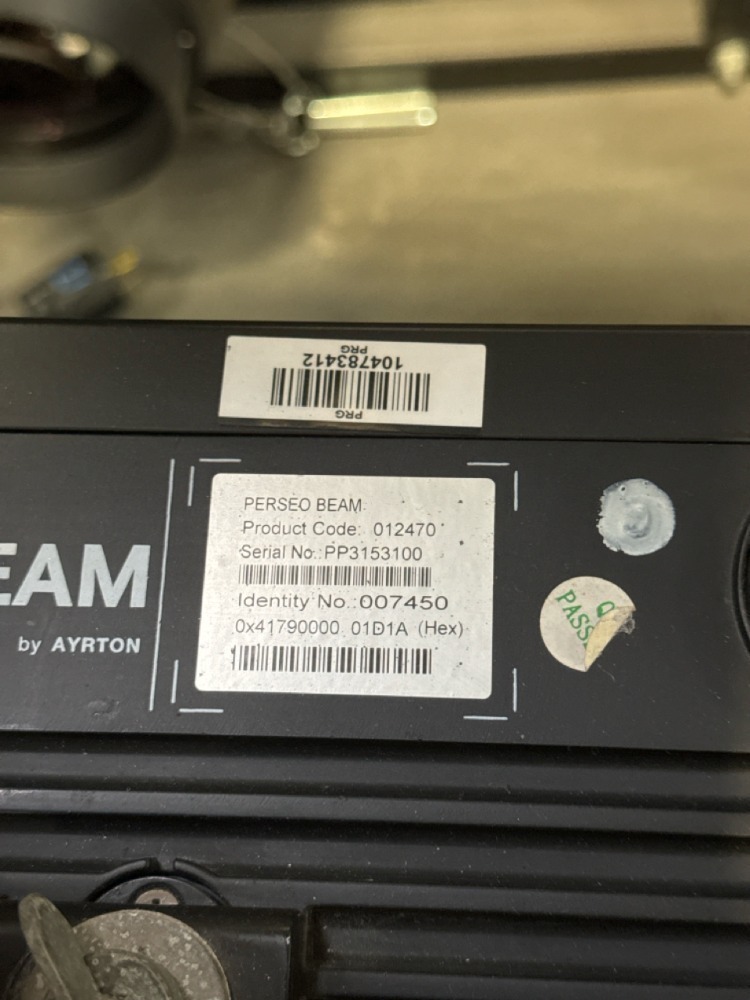 PRG
104783412
PRG
PERSEO BEAM
Product Code: 012470
Serial No.:PP3153100
Identity No.:007450
0x41790000 01D1A (Hex)
EAM
by AYRTON
PASS